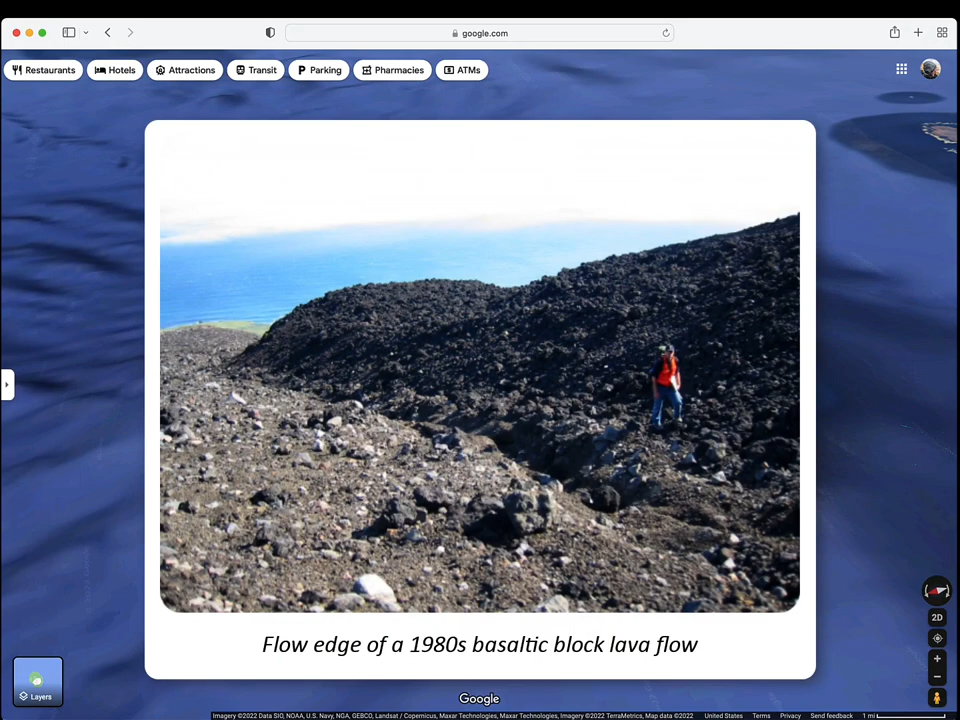 google.com
Restaurants
Hotels
Attractions
Transit
Parking
Pharmacies
ATMs
Flow edge of a 1980s basaltic block lava flow
2D
Layers
Google
Imagery ©2022 Data SIO, NOAA, U.S. Navy, NGA, GEBCO, Landsat / Copernicus, Maxar Technologies, Maxar Technologies, Imagery ©2022 TerraMetrics, Map data ©2022 United States Terms Privacy Send feedback 1 mi